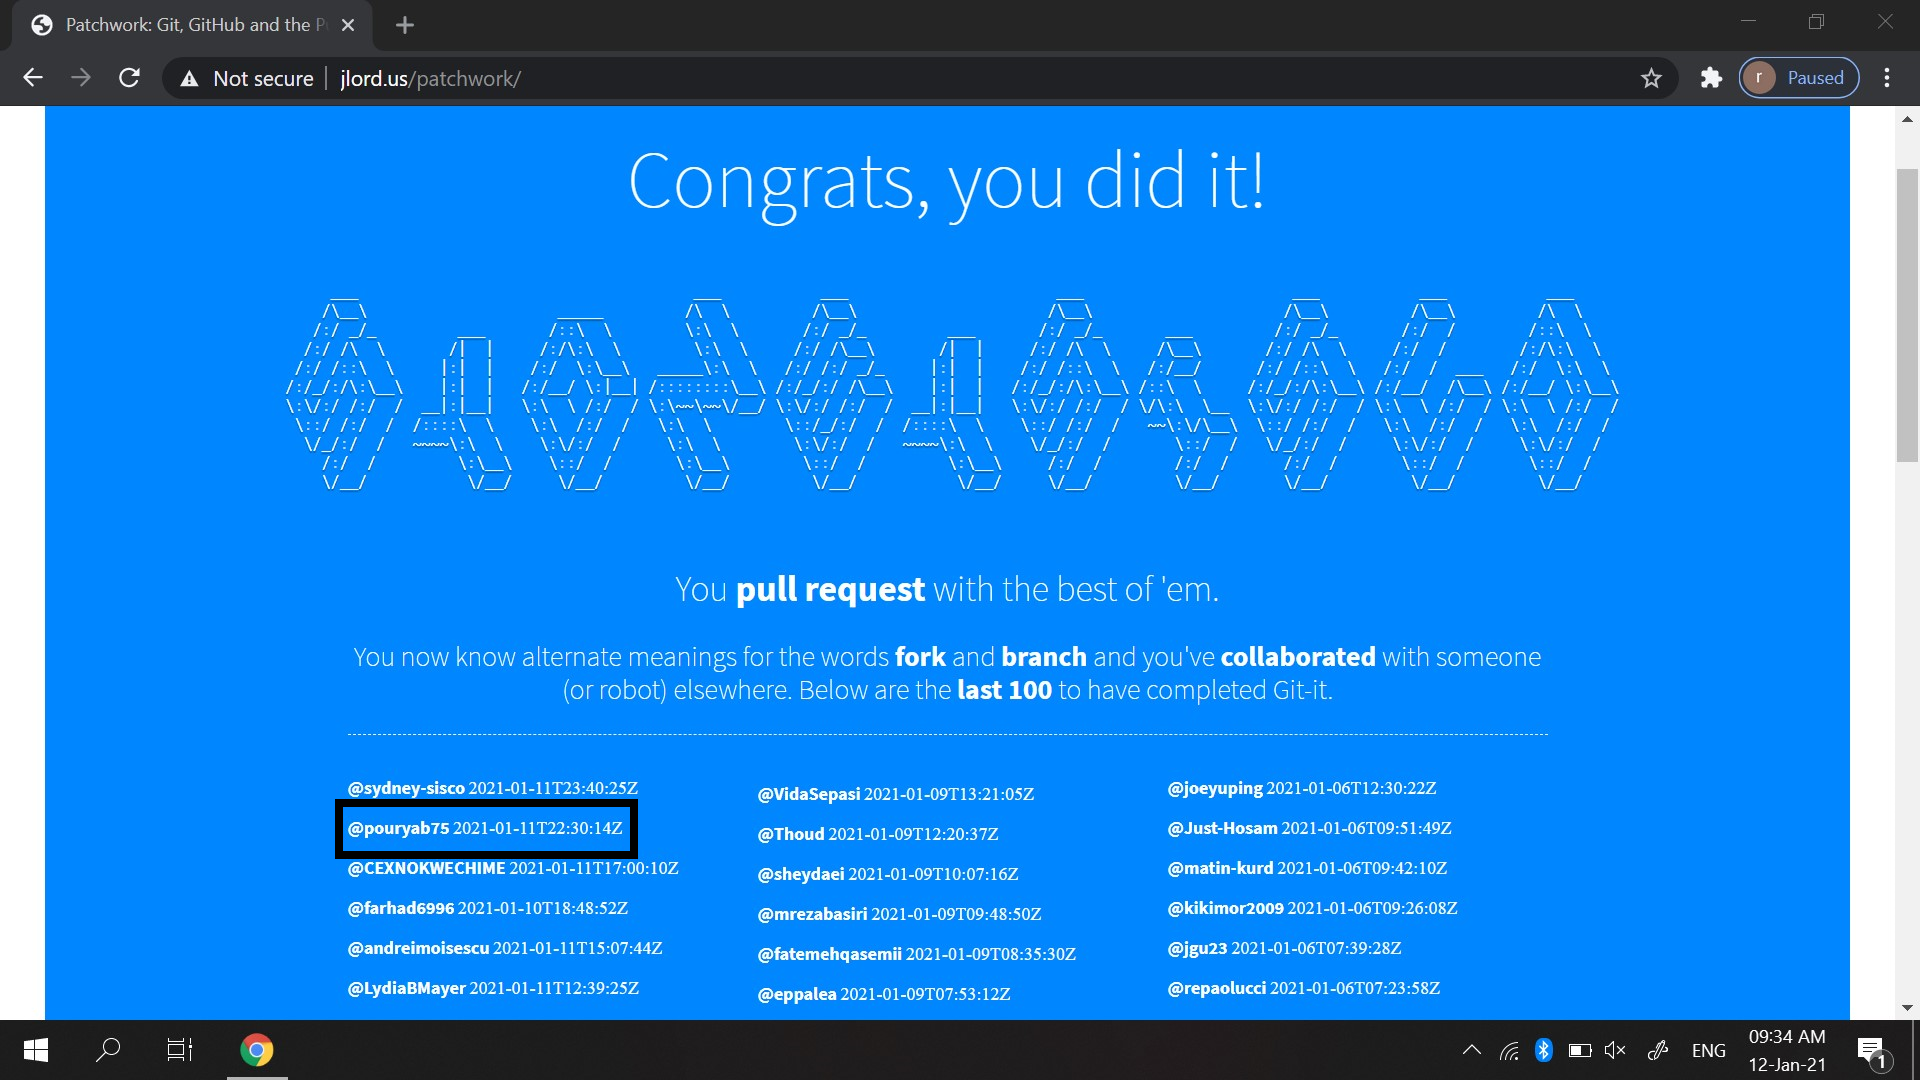 Patchwork: Git, GitHub and the P
Not secure
jlord.us/patchwork/
r
Paused
Congrats, you did it!
You pull request with the best of 'em.
You now know alternate meanings for the words fork and branch and you've collaborated with someone
(or robot) elsewhere. Below are the last 100 to have completed Git-it.
@sydney-sisco 2021-01-11T23:40:25Z
@pouryab75 2021-01-11T22:30:14Z
@CEXNOKWECHIME 2021-01-11T17:00:10Z
@farhad6996 2021-01-10T18:48:52Z
@andreimoisescu 2021-01-11T15:07:44Z
@LydiaBMayer 2021-01-11T12:39:25Z
@VidaSepasi 2021-01-09T13:21:05Z
@Thoud 2021-01-09T12:20:37Z
@sheydaei 2021-01-09T10:07:16Z
@mrezabasiri 2021-01-09T09:48:50Z
@fatemehqasemii 2021-01-09T08:35:30Z
@eppalea 2021-01-09T07:53:12Z
@joeyuping 2021-01-06T12:30:22Z
@Just-Hosam 2021-01-06T09:51:49Z
@matin-kurd 2021-01-06T09:42:10Z
@kikimor2009 2021-01-06T09:26:08Z
@jgu23 2021-01-06T07:39:28Z
@repaolucci 2021-01-06T07:23:58Z
ENG
09:34 AM
12-Jan-21
1